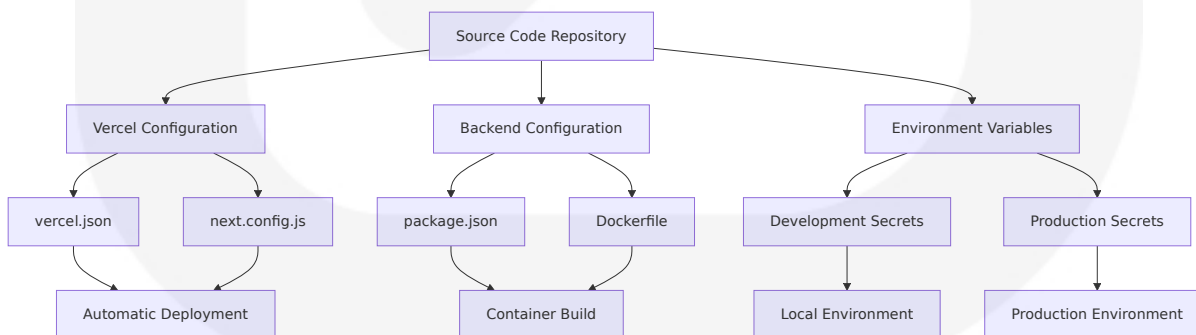 Source Code Repository
Vercel Configuration
Backend Configuration
Environment Variables
vercel.json
next.config.js
package.json
Dockerfile
Development Secrets
Production Secrets
Automatic Deployment
Container Build
Local Environment
Production Environment